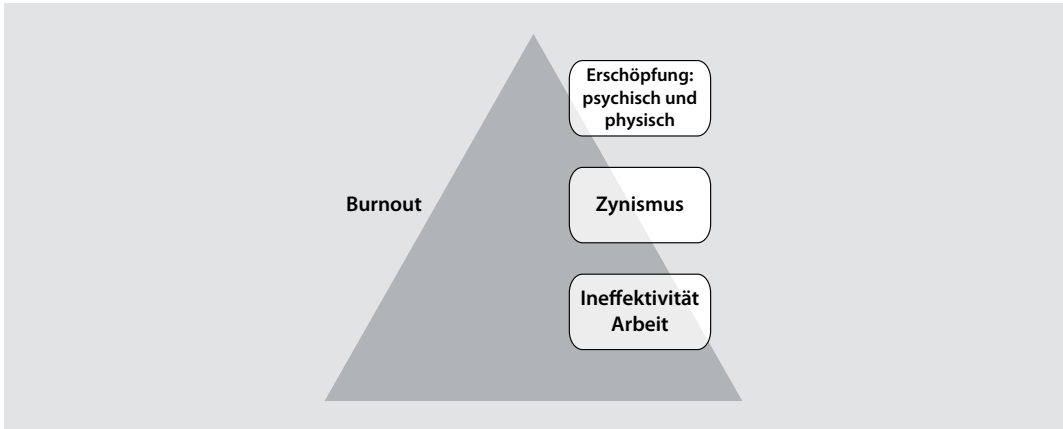 Erschöpfung:
psychisch und
physisch
Burnout
Zynismus
Ineffektivität
Arbeit